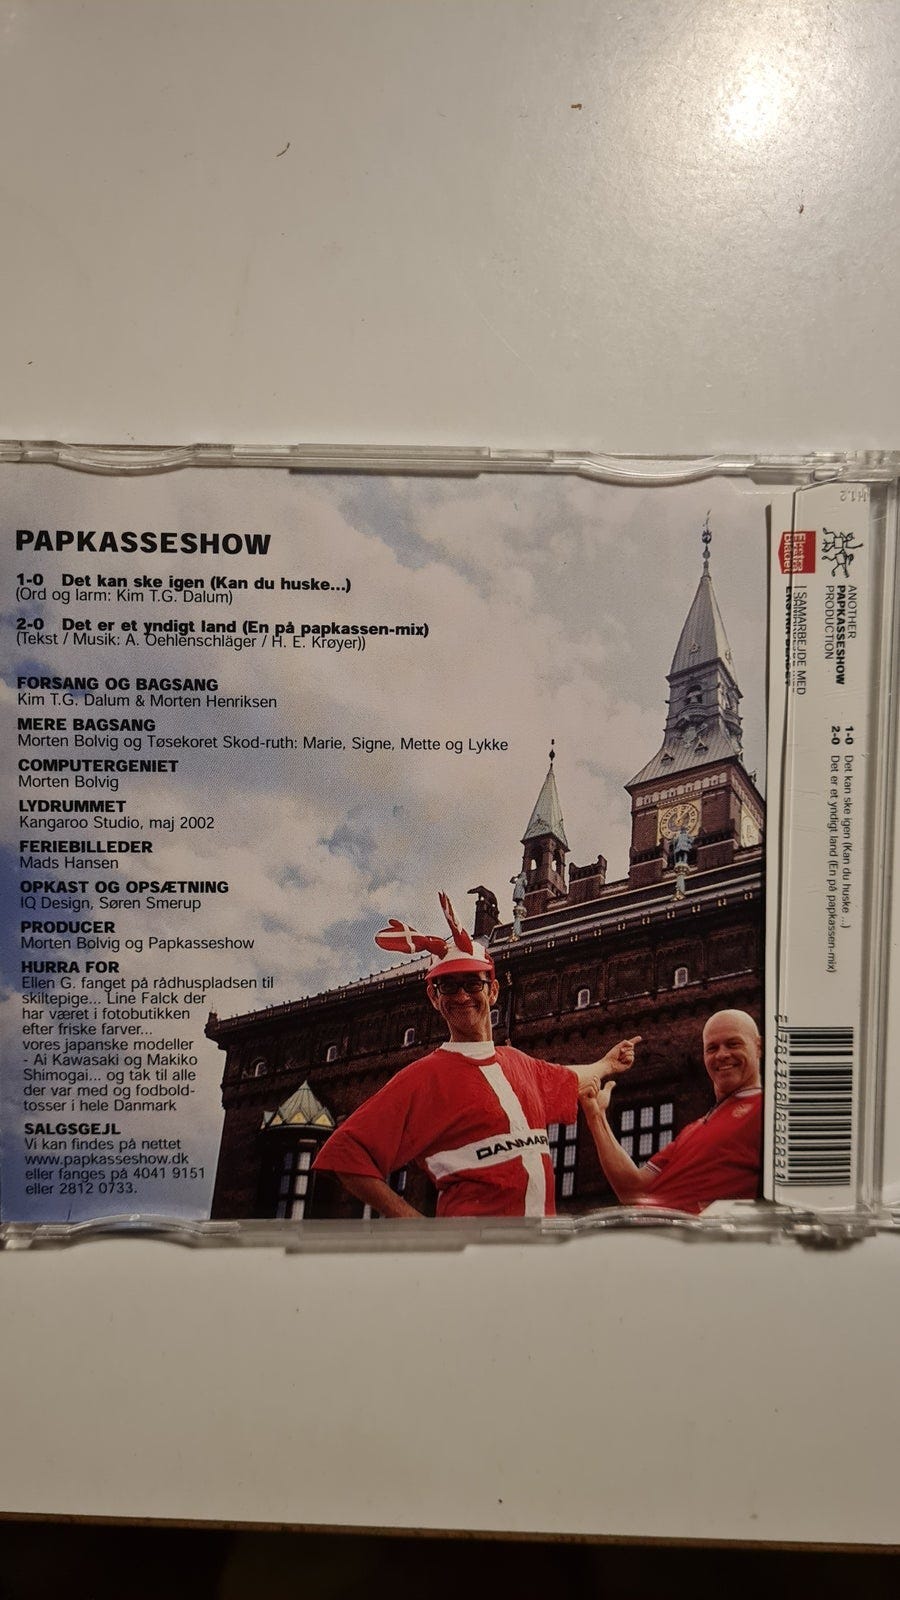 PAPKASSESHOW
1-0 Det kan ske igen (Kan du huske...)
(Ord og larm: Kim T.G. Dalum)
2-0 Det er et yndigt land (En på papkassen-mix)
(Tekst / Musik: A. Oehlenschläger / H. E. Krøyer))
FORSANG OG BAGSANG
Kim T.G. Dalum & Morten Henriksen
MERE BAGSANG
Morten Bolvig og Tøsekoret Skod-ruth: Marie, Signe, Mette og Lykke
COMPUTERGENIET
Morten Bolvig
LYDRUMMET
Kangaroo Studio, maj 2002
FERIEBILLEDER
Mads Hansen
OPKAST OG OPSÆTNING
IQ Design, Søren Smerup
PRODUCER
Morten Bolvig og Papkasseshow
HURRA FOR
Ellen G. fanget på rådhuspladsen til
skiltepige... Line Falck der
har været i fotobutikken
efter friske farver...
vores japanske modeller
- Ai Kawasaki og Makiko
Shimogai... og tak til alle
der var med og fodbold-
tosser i hele Danmark
SALGSGEJL
Vi kan findes på nettet
www.papkasseshow.dk
eller fanges på 4041 9151
eller 2812 0733.
DANMARK
Ekstra
Bladet
I SAMARBEJDE MED
EKSTRA BLADET
ANOTHER
PAPKASSESHOW
PRODUCTION
1-0 Det kan ske igen (Kan du huske ...)
2-0 Det er et yndigt land (En på papkassen-mix)